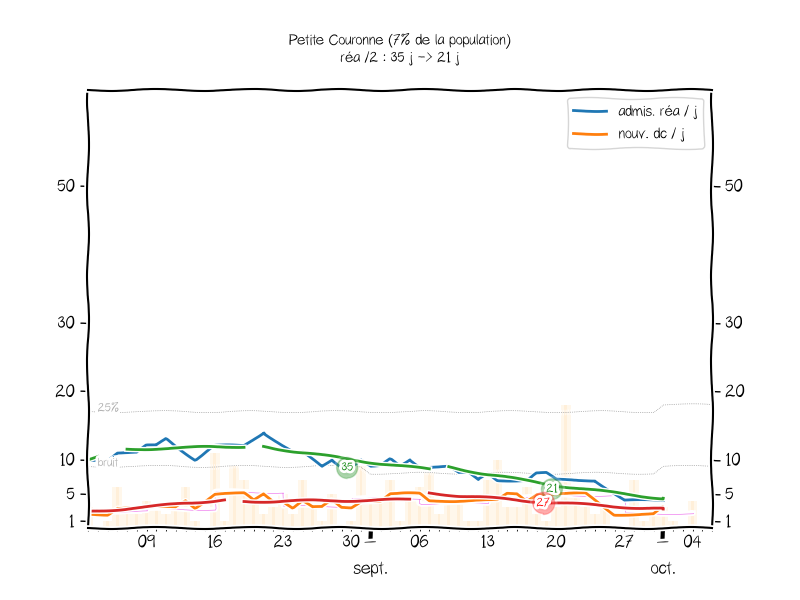 Petite Couronne (7% de la population)
réa /2 : 35 j -> 21 j
admis. réa / j
nouv. dc / j
50 50
30 30
20 20
25%
10 10
bruit
35
5 21 5
27
1 1
09 16 23 30 06 13 20 27 04
sept. oct.